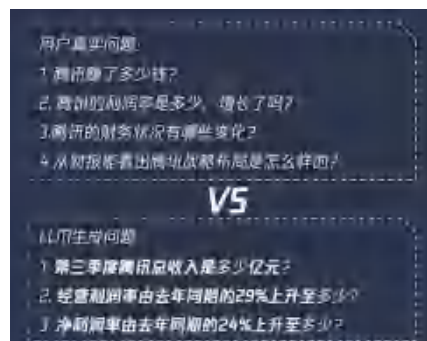 用户真实问题
1.腾讯赚了多少钱?
2.腾讯的利润率是多少，增长了吗?
3.腾讯的财务状况有哪些变化?
4.从财报能看出腾讯战略布局是怎么样的?
VS
LLM生成问题
1.第三季度腾讯总收入是多少亿元?
2.经营利润率由去年同期的29%上升至多少?
3.净利润率由去年同期的24%上升至多少?